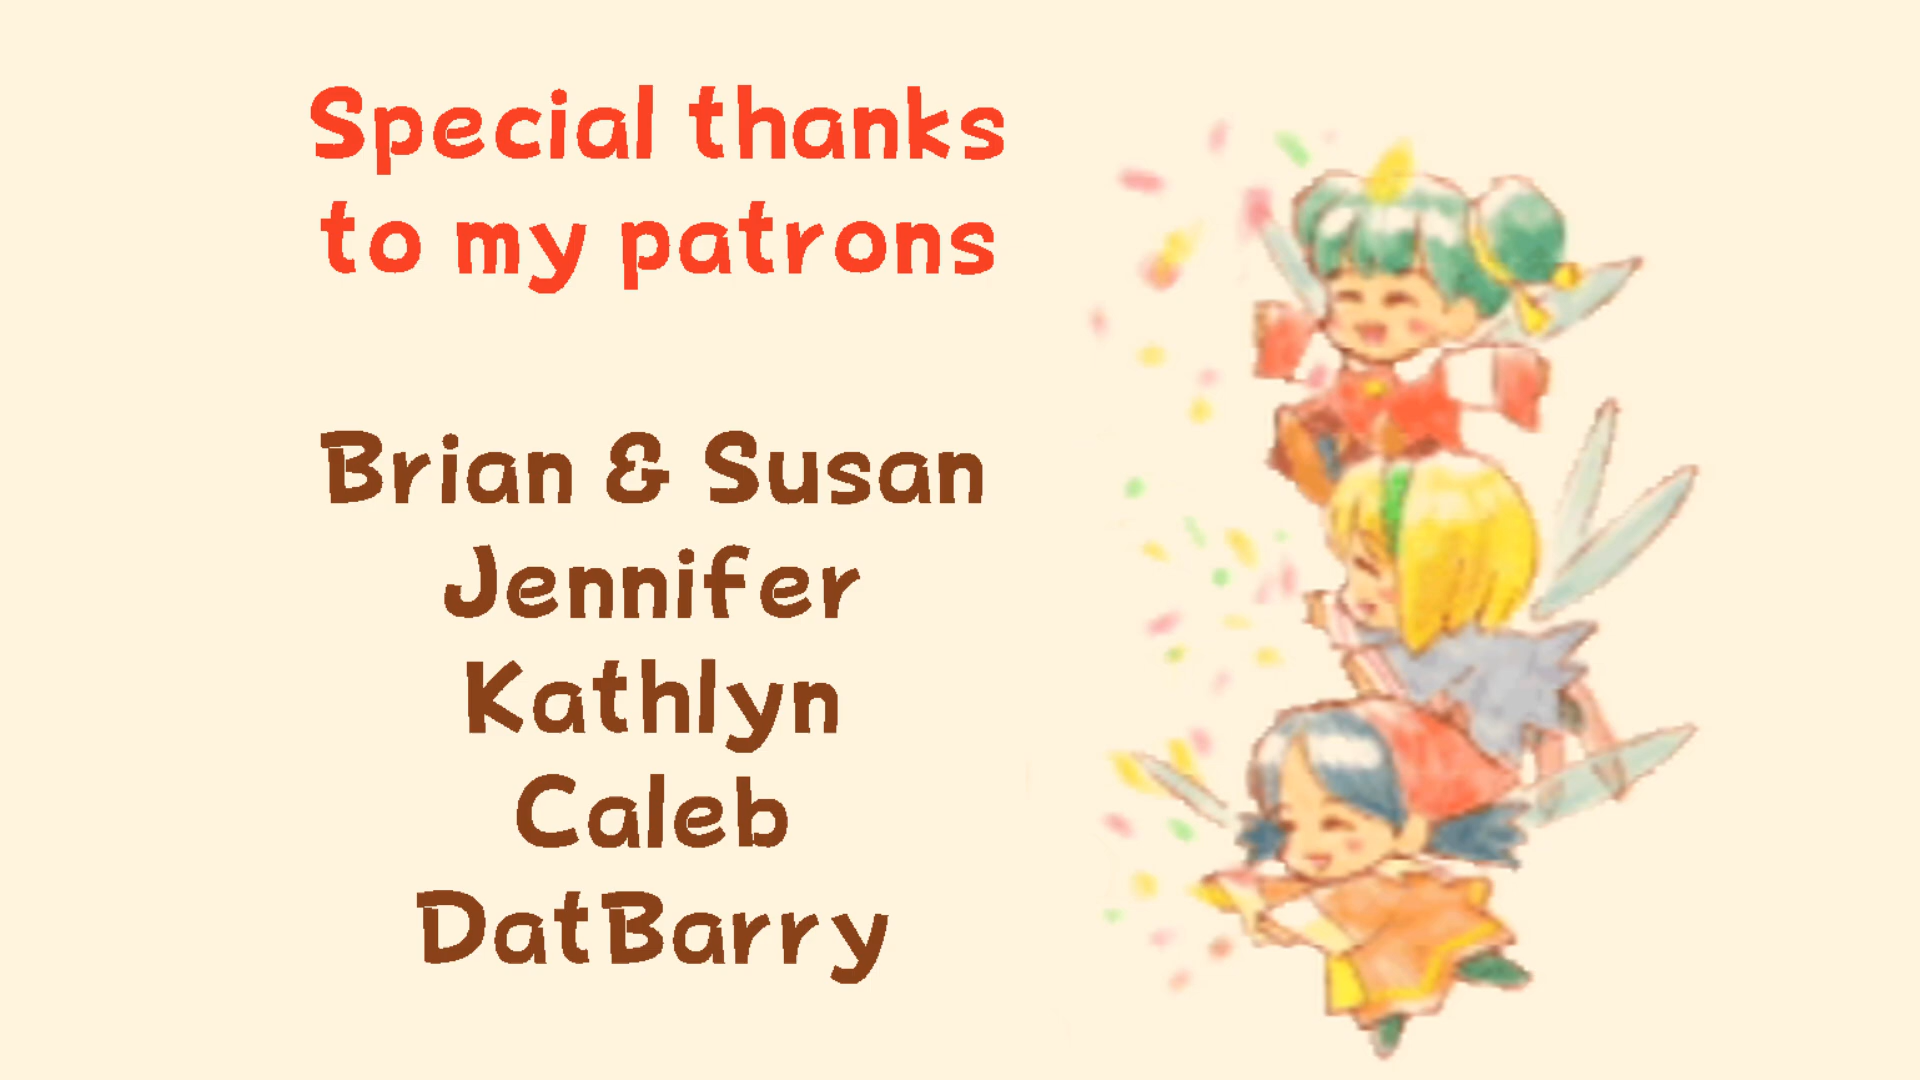 Special thanks
to my patrons
Brian & Susan
Jennifer
Kathlyn
Caleb
DatBarry